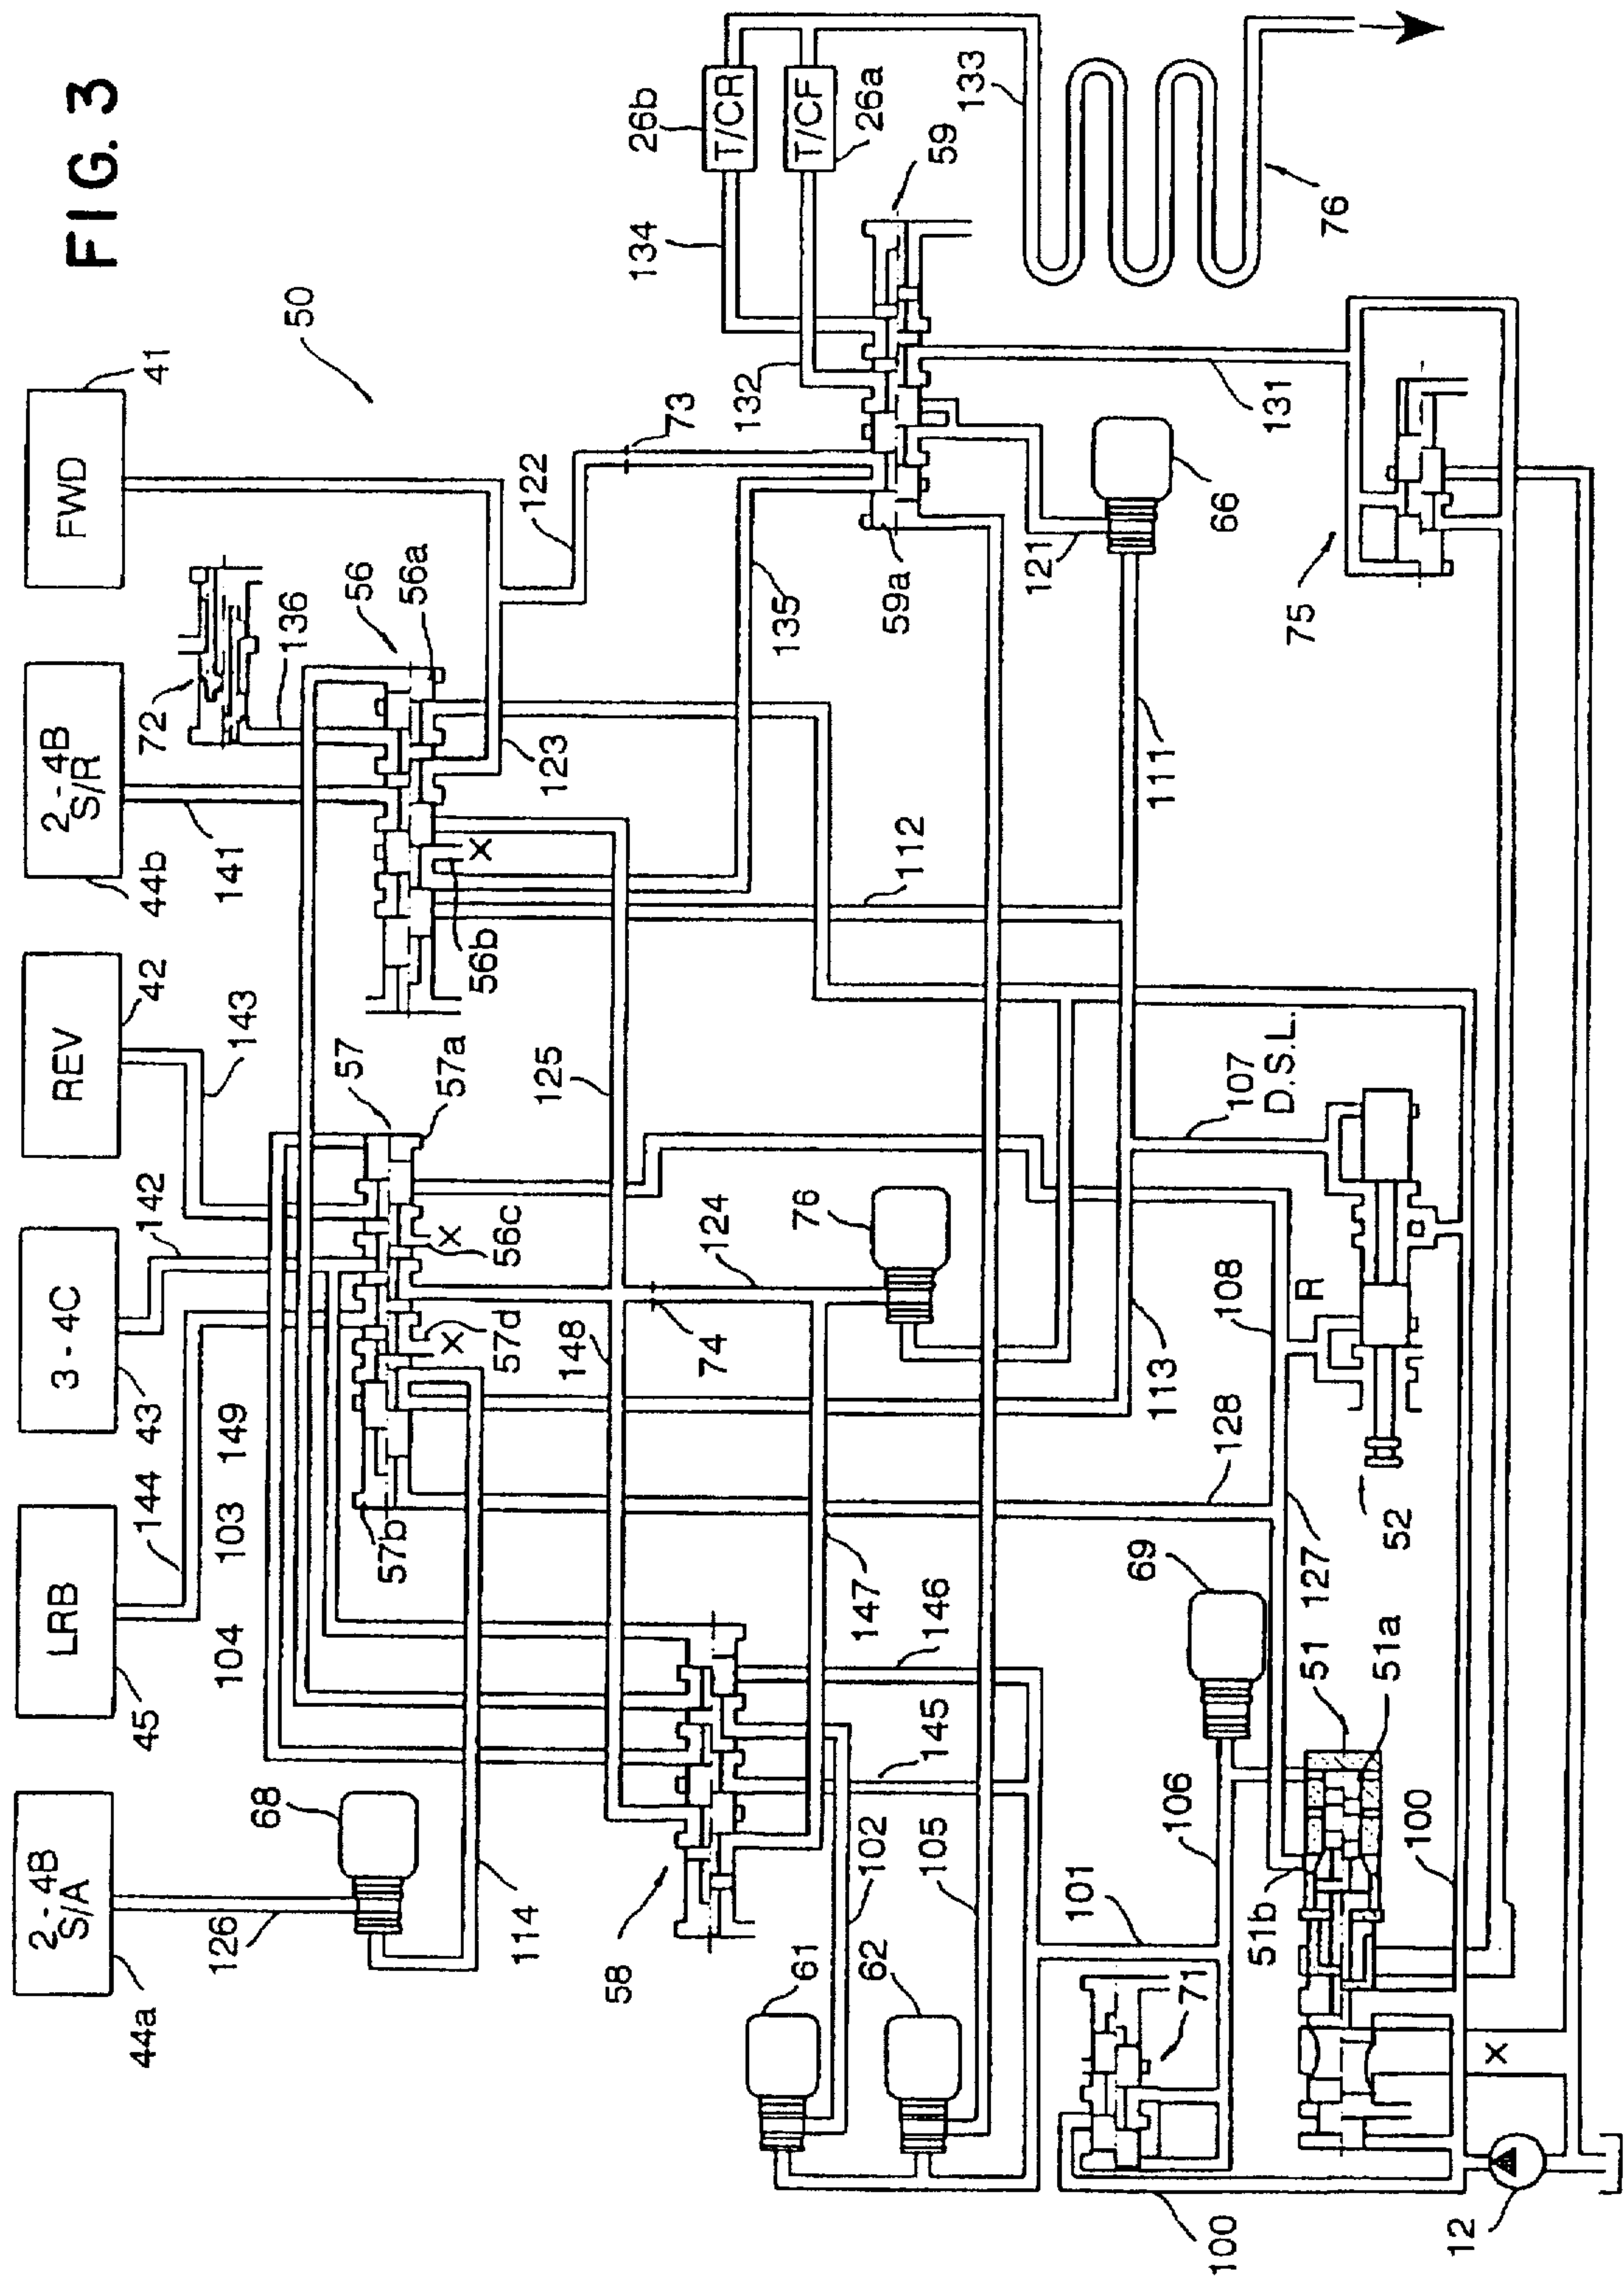 FIG. 3
50
FWD
41
2-4B
S/R
44b
REV
42
3-4C
43
LRB
45
2-4B
S/A
44a
T/CR
26b
T/CF
26a
133
59
134
132
76
131
73
122
56
56a
136
72
141
123
135
59a
121
66
75
112
111
56b
143
57
57a
125
142
56c
57d
124
76
74
148
107
D.S.L.
108
R
113
144
149
103
104
57b
128
147
146
145
69
127
52
51
51a
106
68
126
114
58
102
105
101
51b
100
61
62
71
X
X
X
X
100
12